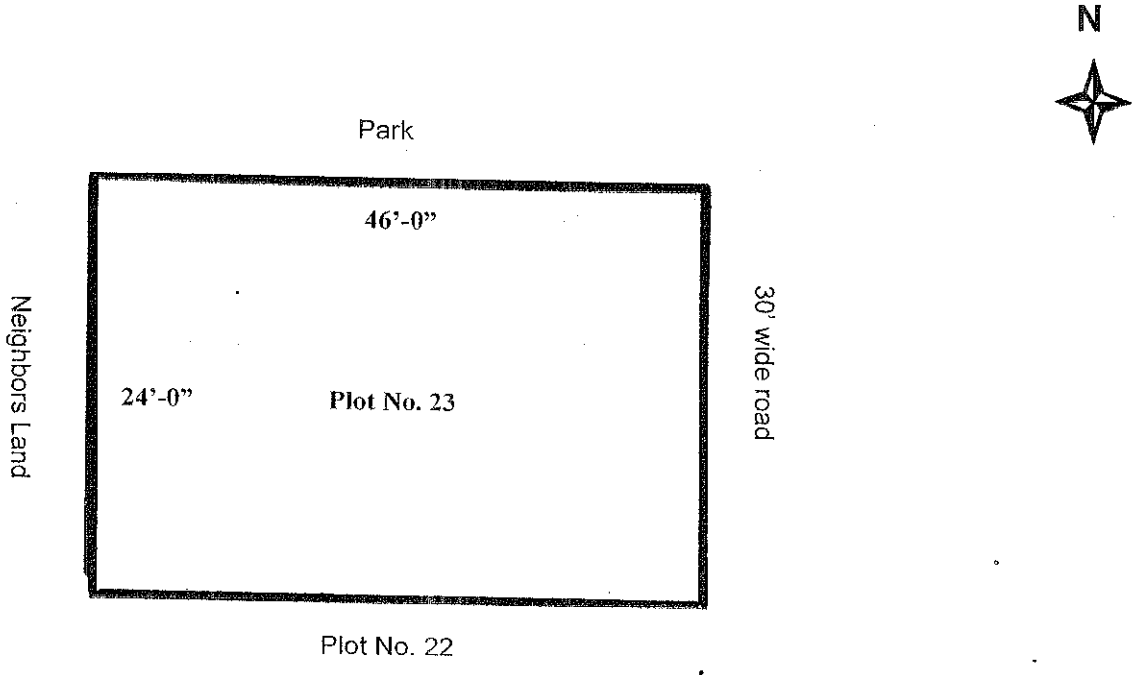 N
Park
46’-0”
Neighbors Land
24’-0”
Plot No. 23
30' wide road
Plot No. 22